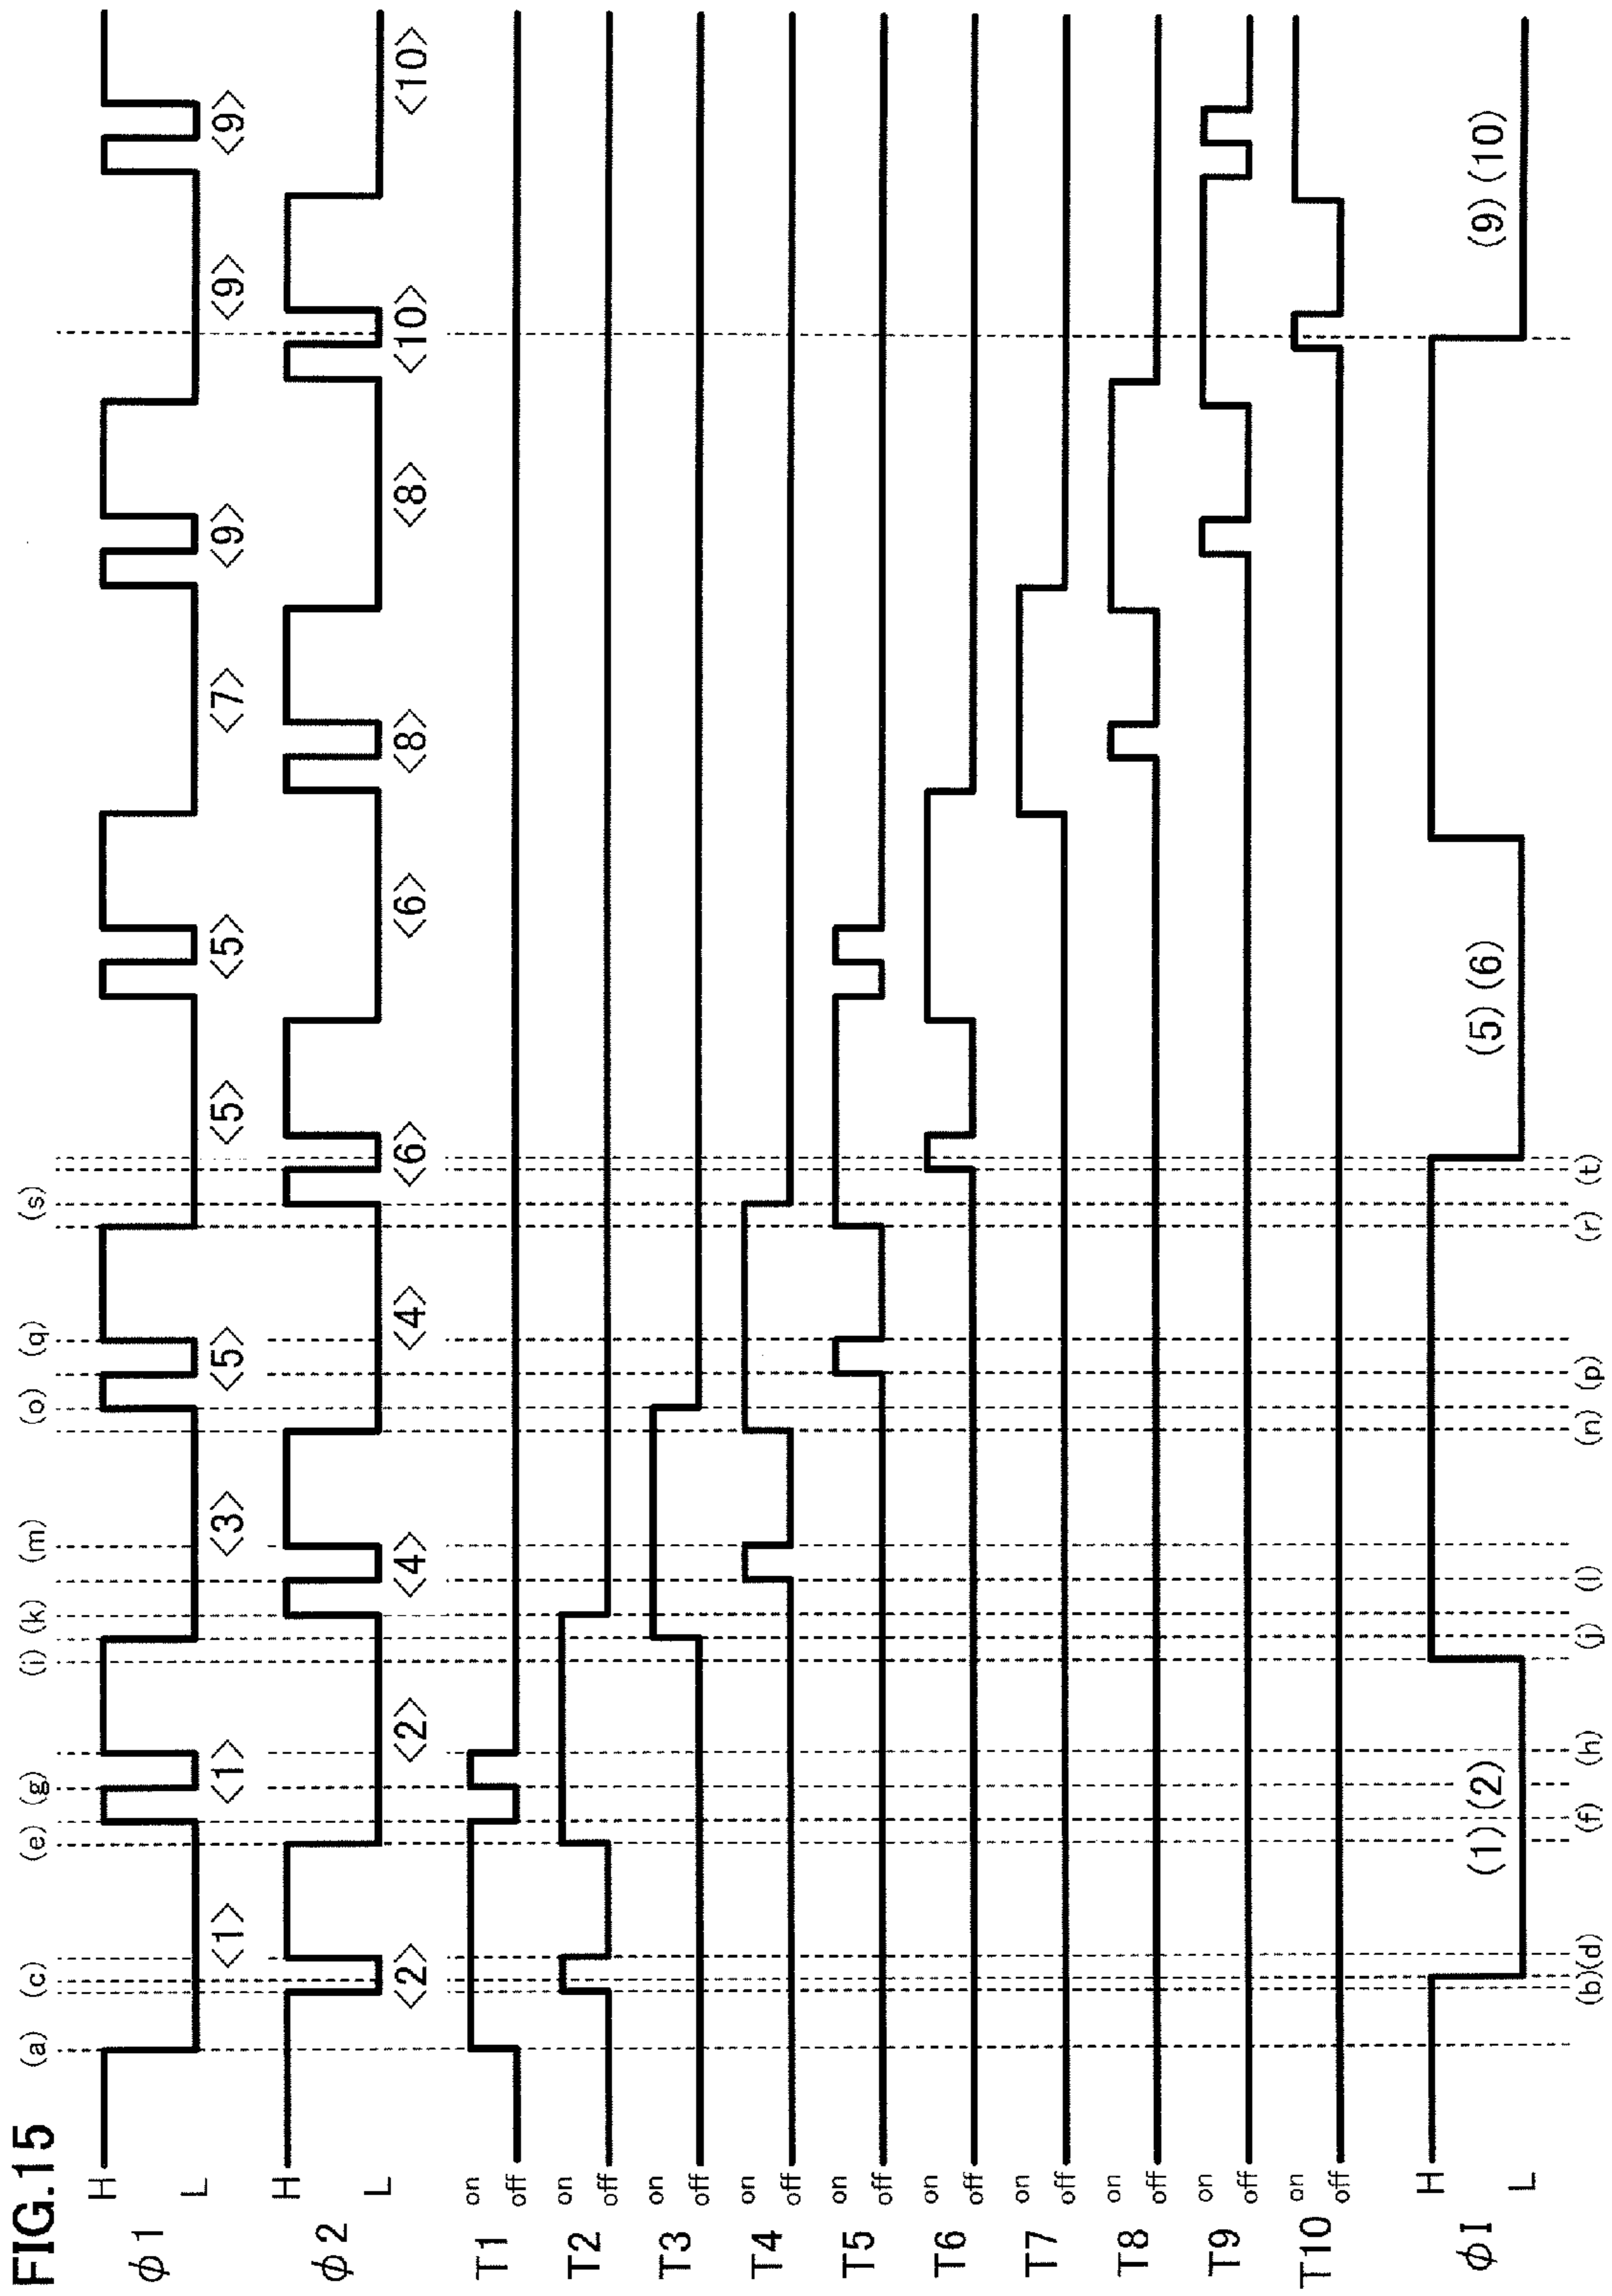 FIG.15
(a) (c) (e) (g) (i) (k) (m) (o) (q) (s)
φ1 H L <1> <1> <3> <5> <5> <5> <7> <9> <9> <9>
φ2 H L <2> <2> <4> <4> <6> <6> <8> <8> <10> <10>
T1 on off
T2 on off
T3 on off
T4 on off
T5 on off
T6 on off
T7 on off
T8 on off
T9 on off
T10 on off
φI H L (1)(2) (5)(6) (9)(10)
(b)(d) (f) (h) (j) (l) (n) (p) (r) (t)